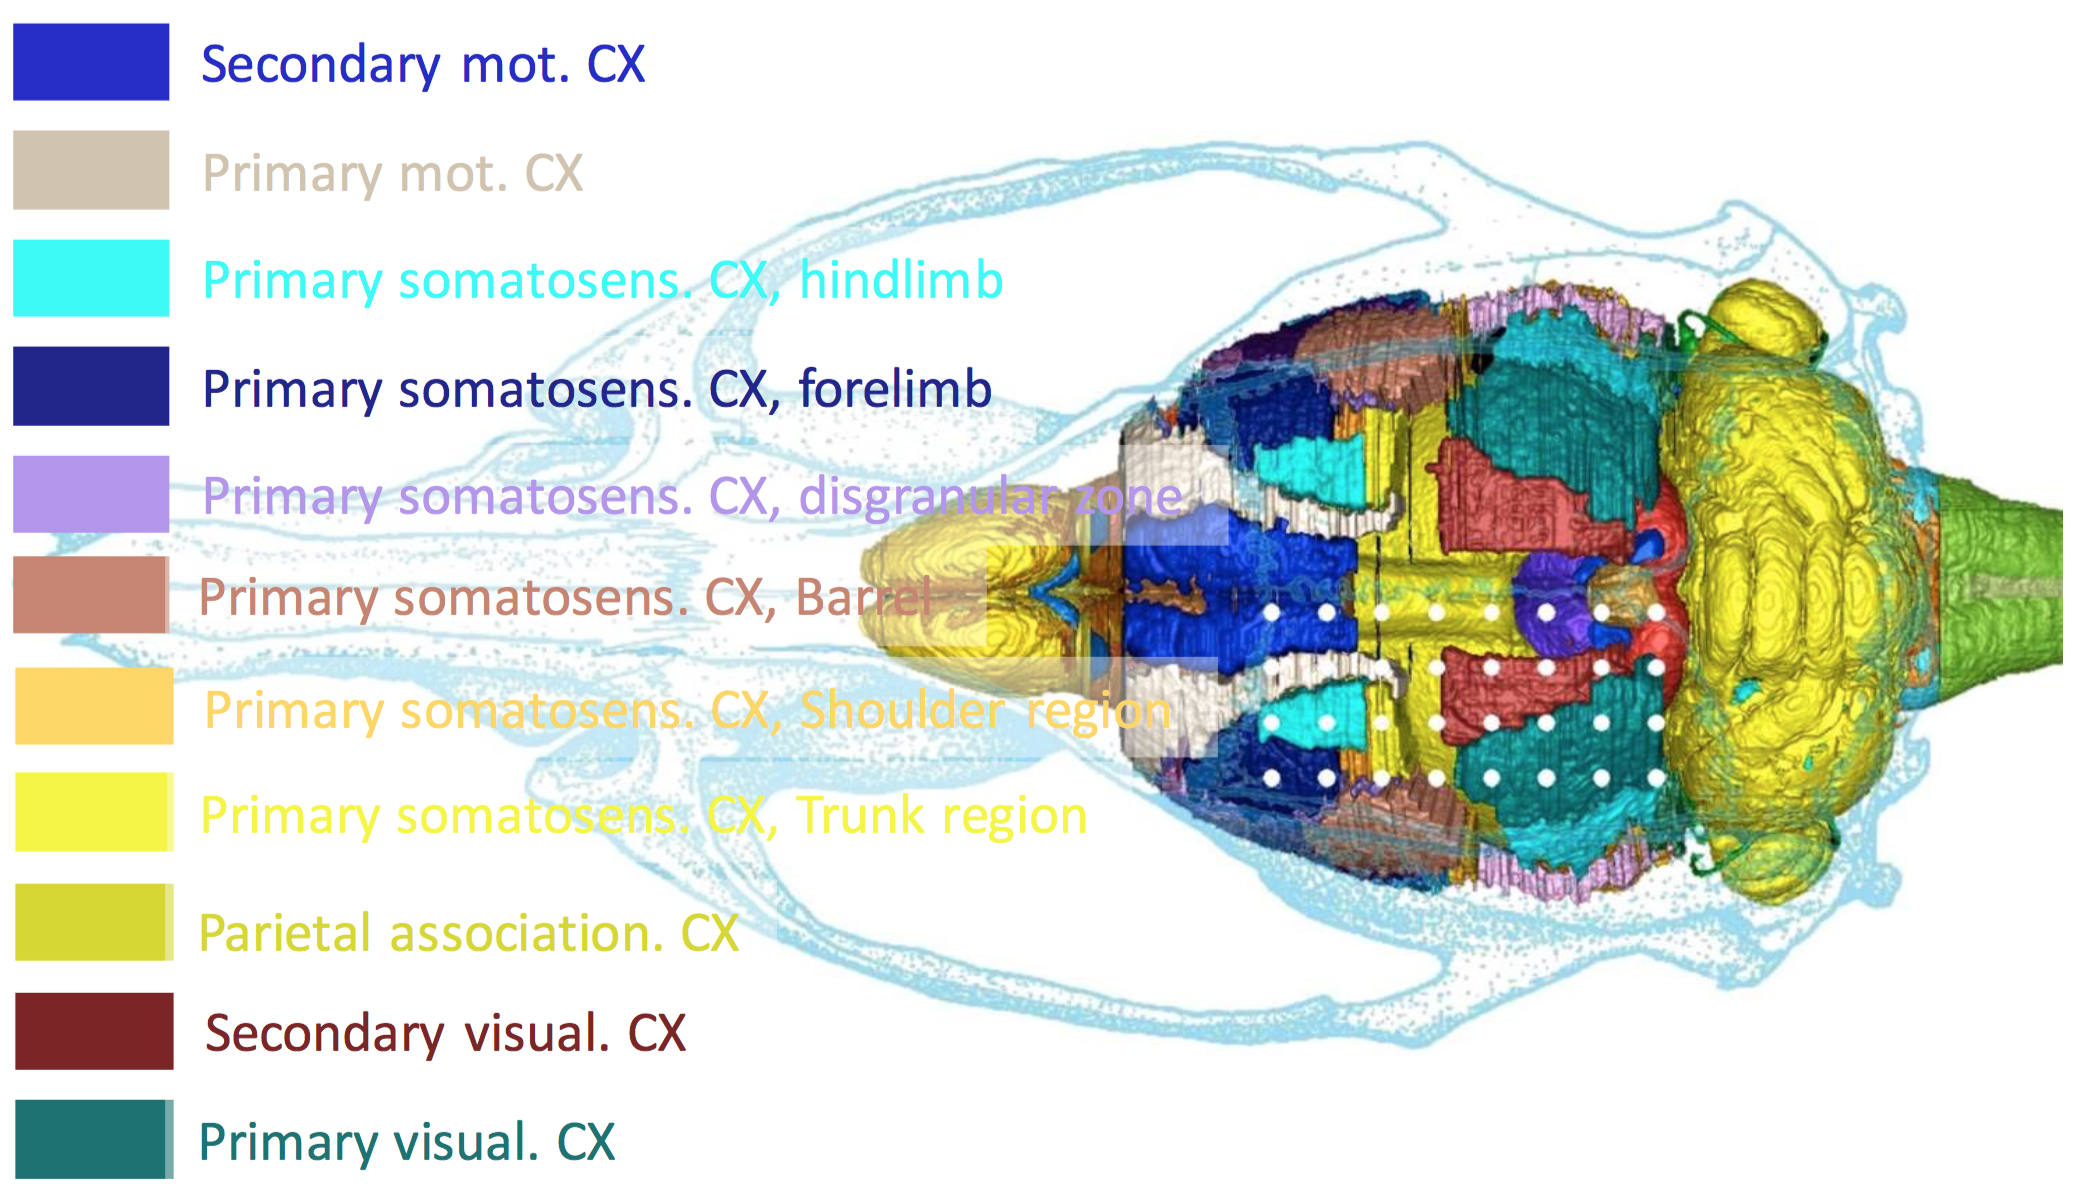 Secondary mot. CX
Primary mot. CX
Primary somatosens. CX, hindlimb
Primary somatosens. CX, forelimb
Primary somatosens. CX, disgranular zone
Primary somatosens. CX, Barrel
Primary somatosens. CX, Shoulder region
Primary somatosens. CX, Trunk region
Parietal association. CX
Secondary visual. CX
Primary visual. CX